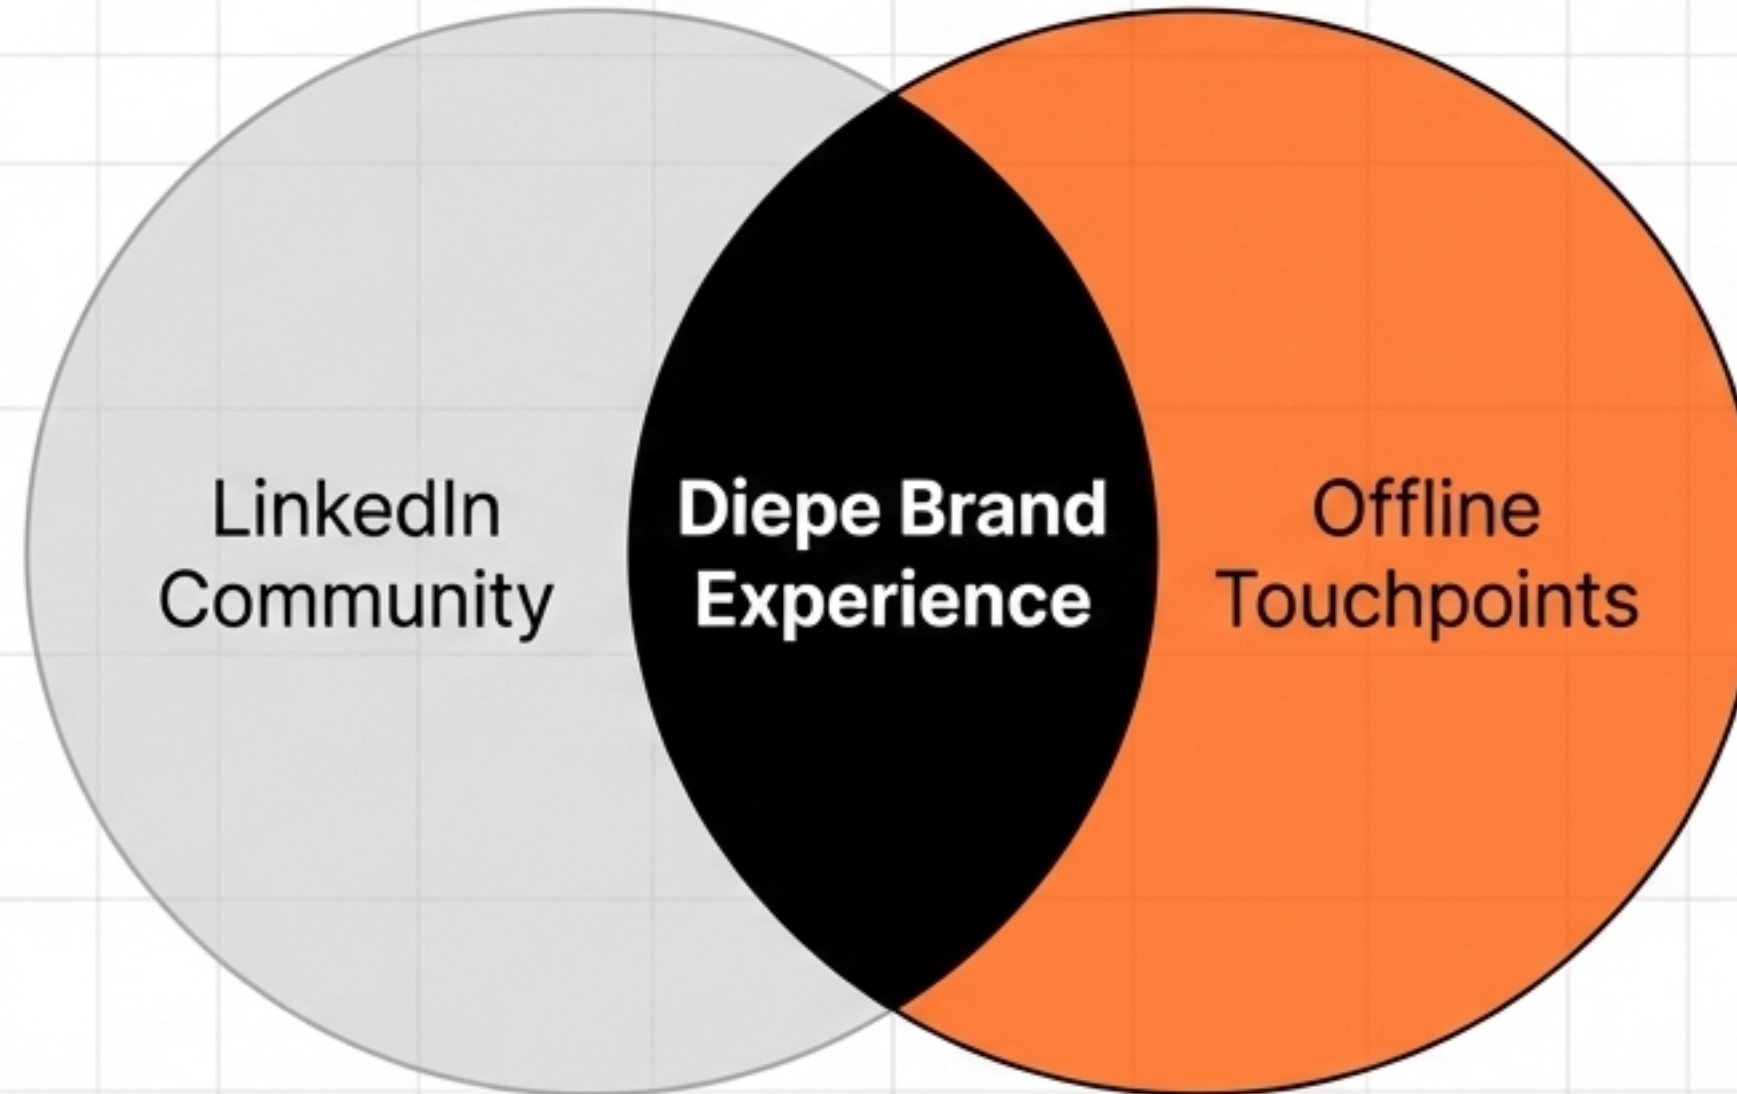 LinkedIn
Community
Diepe Brand
Experience
Offline
Touchpoints